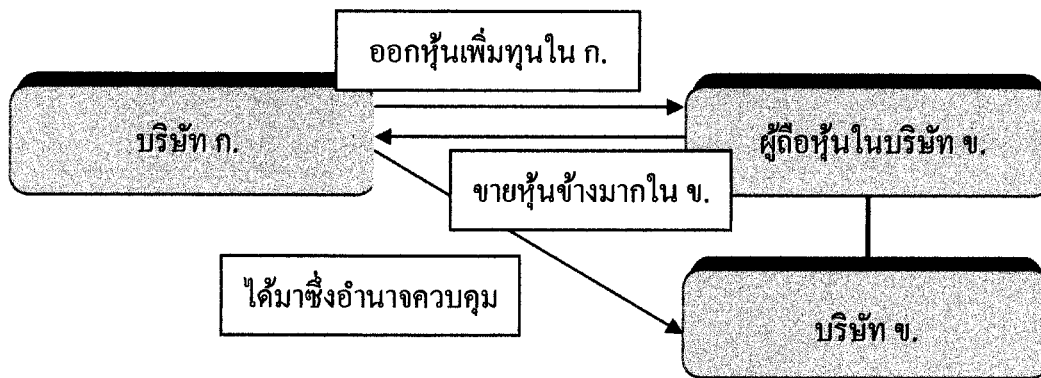 ออกหุ้นเพิ่มทุนใน ก.
บริษัท ก.
ผู้ถือหุ้นในบริษัท ข.
ขายหุ้นข้างมากใน ข.
ได้มาซึ่งอำนาจควบคุม
บริษัท ข.